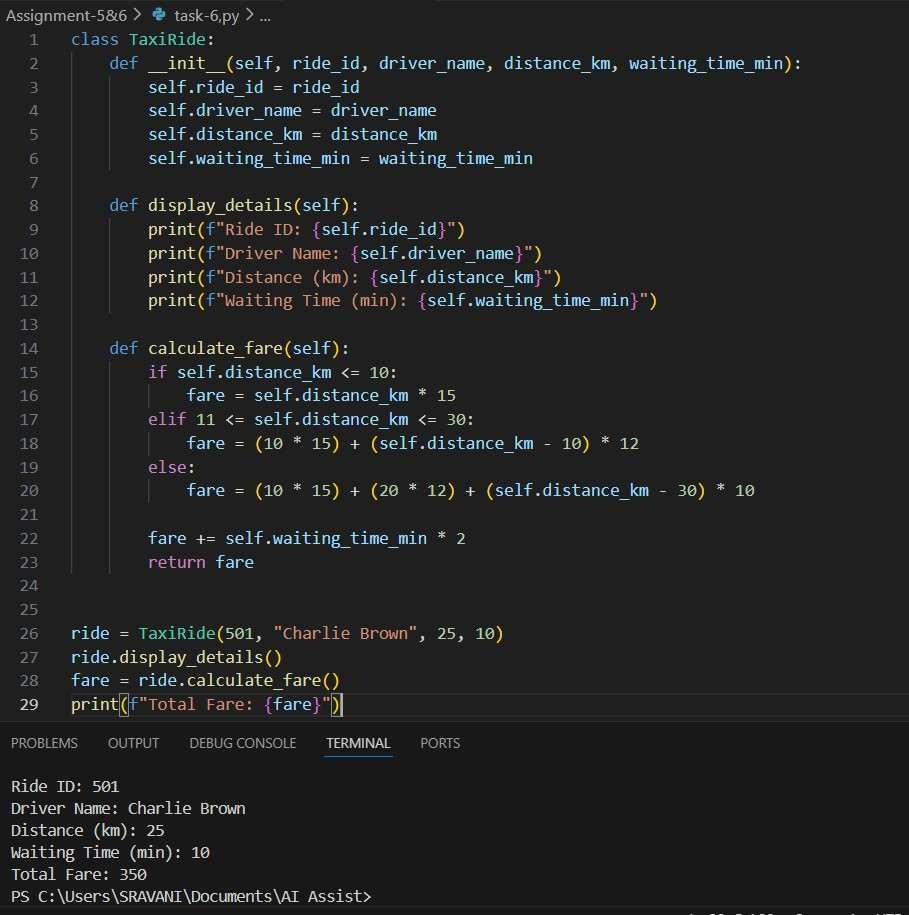 Assignment-5&6 > task-6,py > ...
1 class TaxiRide:
2     def __init__(self, ride_id, driver_name, distance_km, waiting_time_min):
3         self.ride_id = ride_id
4         self.driver_name = driver_name
5         self.distance_km = distance_km
6         self.waiting_time_min = waiting_time_min
7
8     def display_details(self):
9         print(f"Ride ID: {self.ride_id}")
10         print(f"Driver Name: {self.driver_name}")
11         print(f"Distance (km): {self.distance_km}")
12         print(f"Waiting Time (min): {self.waiting_time_min}")
13
14     def calculate_fare(self):
15         if self.distance_km <= 10:
16             fare = self.distance_km * 15
17         elif 11 <= self.distance_km <= 30:
18             fare = (10 * 15) + (self.distance_km - 10) * 12
19         else:
20             fare = (10 * 15) + (20 * 12) + (self.distance_km - 30) * 10
21
22         fare += self.waiting_time_min * 2
23         return fare
24
25
26 ride = TaxiRide(501, "Charlie Brown", 25, 10)
27 ride.display_details()
28 fare = ride.calculate_fare()
29 print(f"Total Fare: {fare}")
PROBLEMS OUTPUT DEBUG CONSOLE TERMINAL PORTS
Ride ID: 501
Driver Name: Charlie Brown
Distance (km): 25
Waiting Time (min): 10
Total Fare: 350
PS C:\Users\SRAVANI\Documents\AI Assist>